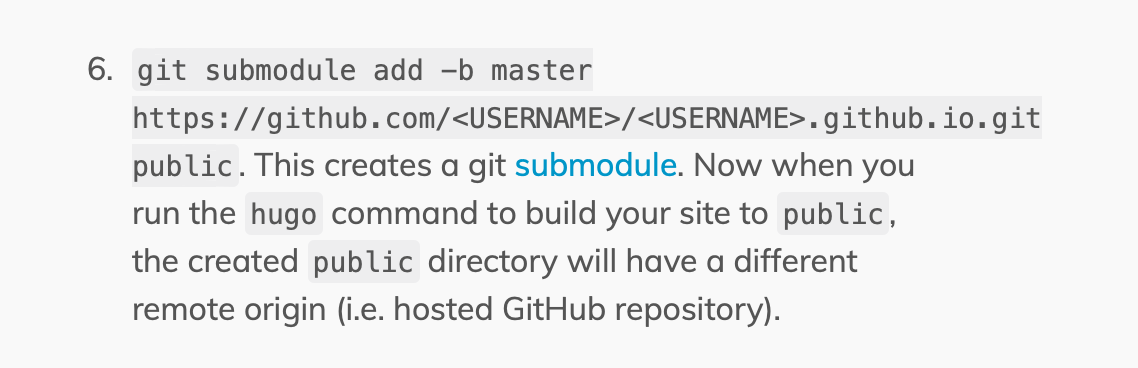 6. git submodule add -b master
https://github.com/<USERNAME>/<USERNAME>.github.io.git
public. This creates a git submodule. Now when you
run the hugo command to build your site to public,
the created public directory will have a different
remote origin (i.e. hosted GitHub repository).